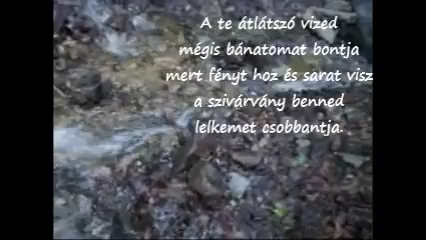 A te átlátszó vized
mégis bánatomat bontja
mert fényt hoz és sarat visz
a szivárvány benned
lelkemet csobbantja.